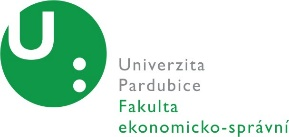 U:
Univerzita
Pardubice
Fakulta
ekonomicko-správní